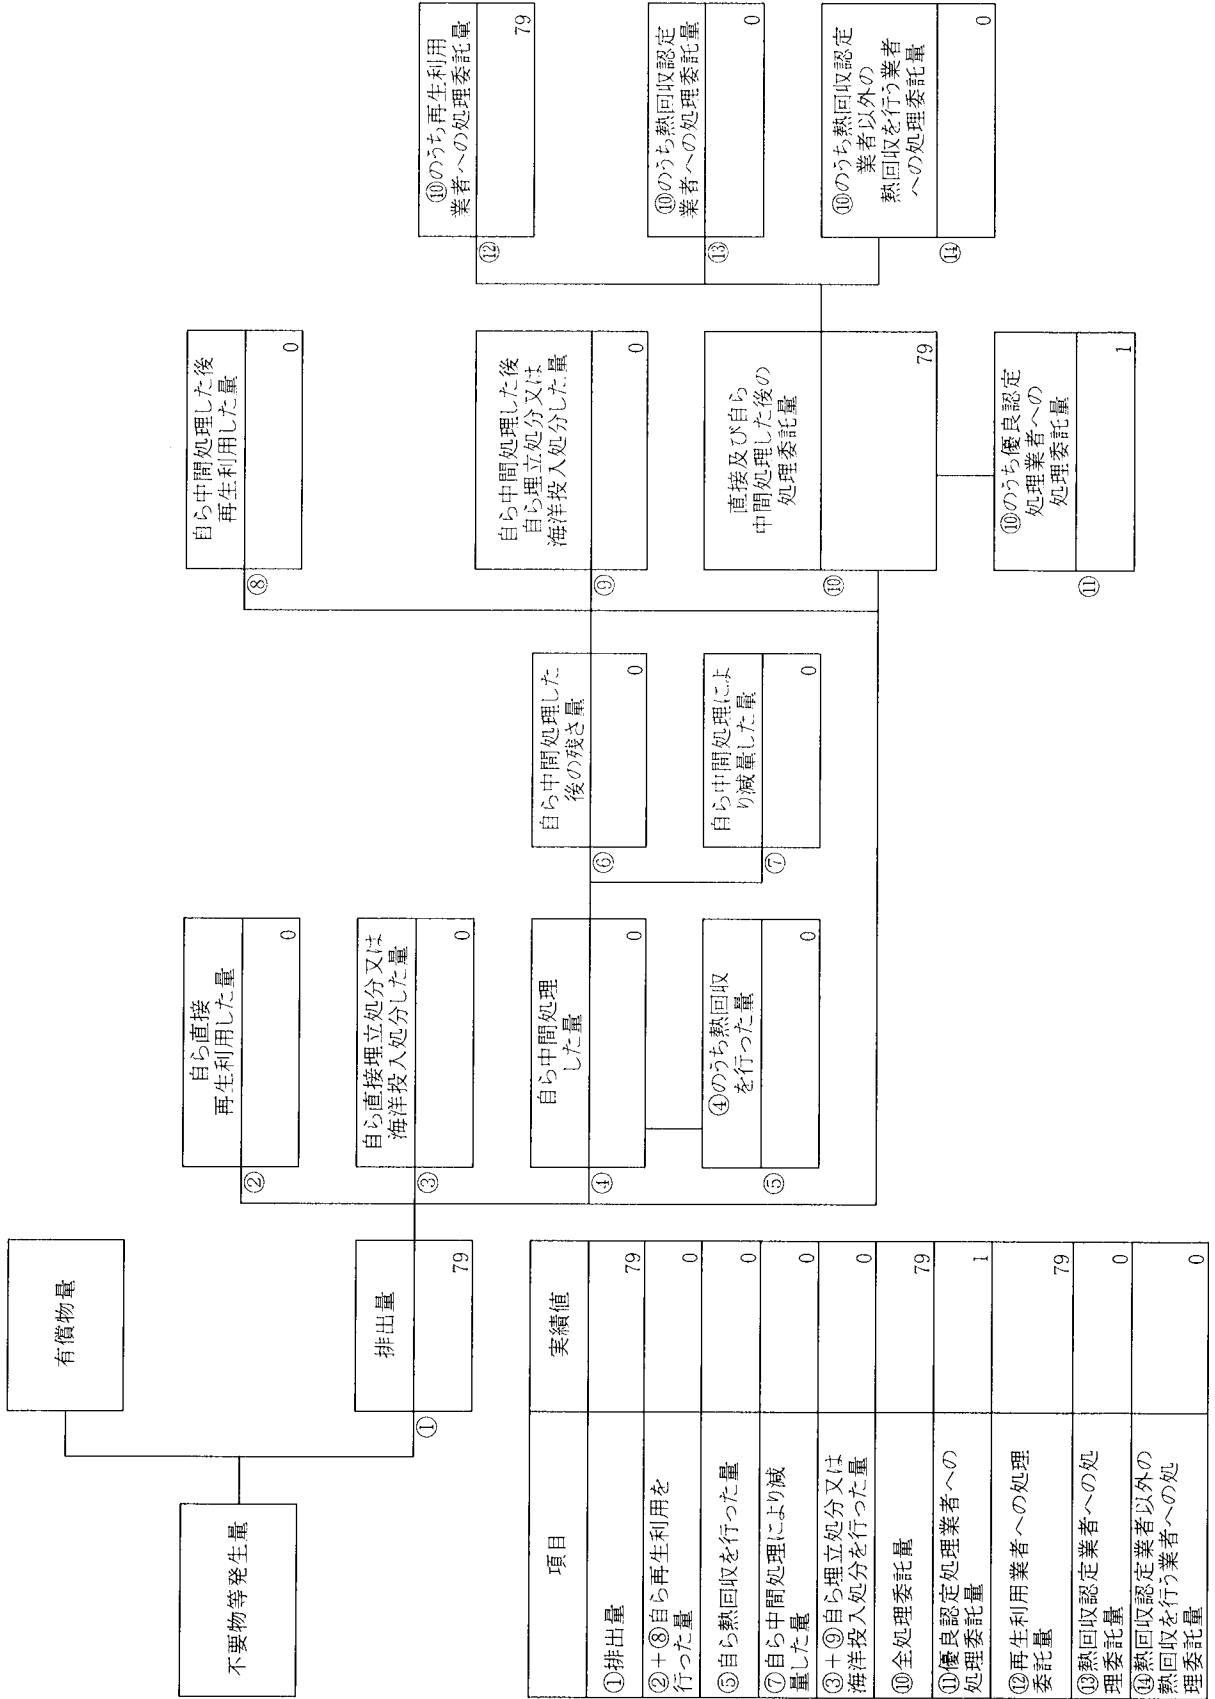 不要物等発生量
有償物量
①
排出量
79
②
自ら直接
再生利用した量
0
③
自ら直接埋立処分又は
海洋投入処分した量
0
④
自ら中間処理
した量
0
⑤
④のうち熱回収
を行った量
0
⑥
自ら中間処理した
後の残さ量
0
⑦
自ら中間処理によ
り減量した量
0
⑧
自ら中間処理した後
再生利用した量
0
⑨
自ら中間処理した後
自ら埋立処分又は
海洋投入処分した量
0
⑩
直接及び自ら
中間処理した後の
処理委託量
79
⑪
⑩のうち優良認定
処理業者への
処理委託量
1
⑫
⑩のうち再生利用
業者への処理委託量
79
⑬
⑩のうち熱回収認定
業者への処理委託量
0
⑭
⑩のうち熱回収認定
業者以外の
熱回収を行う業者
への処理委託量
0
項目 実績値
①排出量 79
②+⑧自ら再生利用を
行った量 0
⑤自ら熱回収を行った量 0
⑦自ら中間処理により減
量した量 0
③+⑨自ら埋立処分又は
海洋投入処分を行った量 0
⑩全処理委託量 79
⑪優良認定処理業者への
処理委託量 1
⑫再生利用業者への処理
委託量 79
⑬熱回収認定業者への処
理委託量 0
⑭熱回収認定業者以外の
熱回収を行う業者への処
理委託量 0